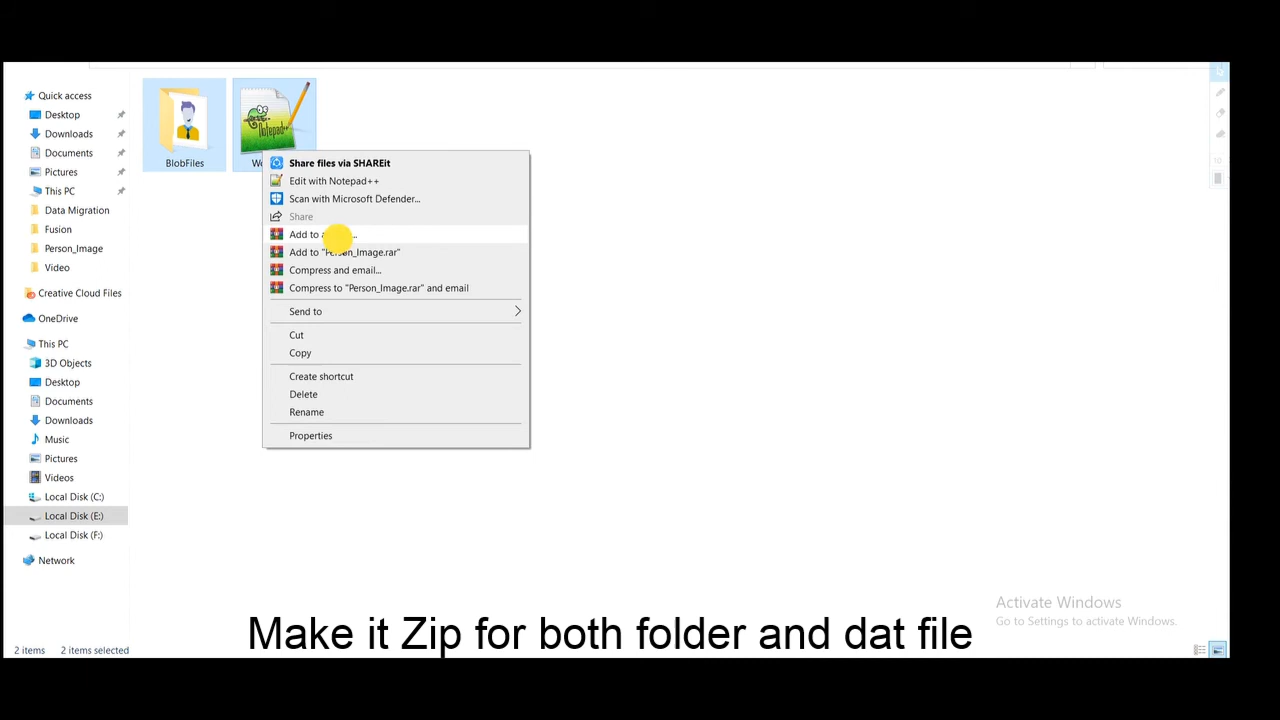 Quick access
Desktop
Downloads
Documents
Pictures
This PC
Data Migration
Fusion
Person_Image
Video
Creative Cloud Files
OneDrive
This PC
3D Objects
Desktop
Documents
Downloads
Music
Pictures
Videos
Local Disk (C:)
Local Disk (E:)
Local Disk (F:)
Network
BlobFiles
Notepad++
Share files via SHAREit
Edit with Notepad++
Scan with Microsoft Defender...
Share
Add to
Add to "Person_Image.rar"
Compress and email...
Compress to "Person_Image.rar" and email
Send to
Cut
Copy
Create shortcut
Delete
Rename
Properties
10
Activate Windows
Go to Settings to activate Windows.
Make it Zip for both folder and dat file
2 items
2 items selected